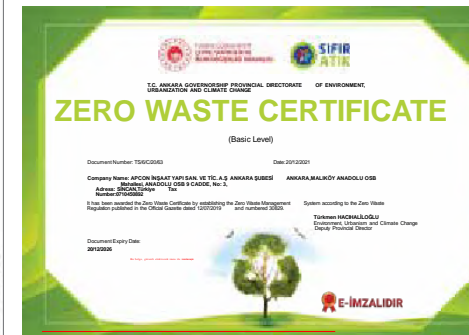 SIFIR
ATIK
T.C. ANKARA GOVERNORSHIP PROVINCIAL DIRECTORATE OF ENVIRONMENT,
URBANIZATION AND CLIMATE CHANGE
ZERO WASTE CERTIFICATE
(Basic Level)
Document Number: TS/6/C/20/63 Date: 20/12/2021
Company Name: APCON İNŞAAT YAPI SAN. VE TİC. A.Ş ANKARA ŞUBESİ ANKARA,MALIKÖY ANADOLU OSB
Mahallesi, ANADOLU OSB 9 CADDE, No: 3,
Adress: SİNCAN,Türkiye Tax
Number:0710450892
It has been awarded the Zero Waste Certificate by establishing the Zero Waste Management System according to the Zero Waste
Regulation published in the Official Gazette dated 12/07/2019 and numbered 30829.
Türkmen HACIHALİLOĞLU
Environment, Urbanism and Climate Change
Deputy Provincial Director
Document Expiry Date:
20/12/2026
E-İMZALIDIR